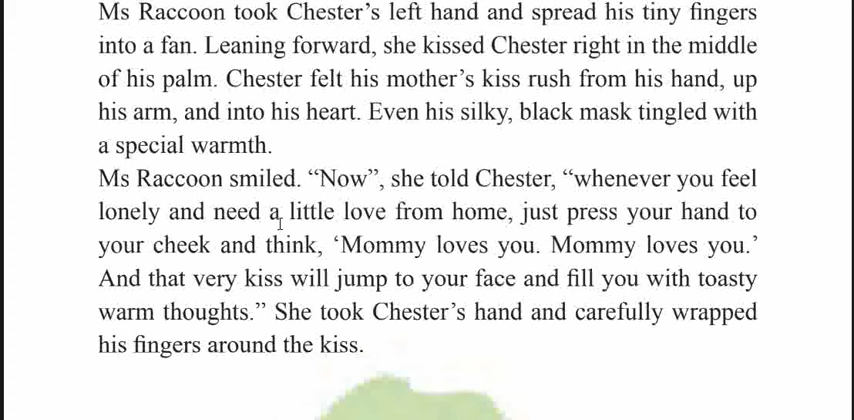 Ms Raccoon took Chester’s left hand and spread his tiny fingers
into a fan. Leaning forward, she kissed Chester right in the middle
of his palm. Chester felt his mother’s kiss rush from his hand, up
his arm, and into his heart. Even his silky, black mask tingled with
a special warmth.
Ms Raccoon smiled. “Now”, she told Chester, “whenever you feel
lonely and need a little love from home, just press your hand to
your cheek and think, ‘Mommy loves you. Mommy loves you.’
And that very kiss will jump to your face and fill you with toasty
warm thoughts.” She took Chester’s hand and carefully wrapped
his fingers around the kiss.